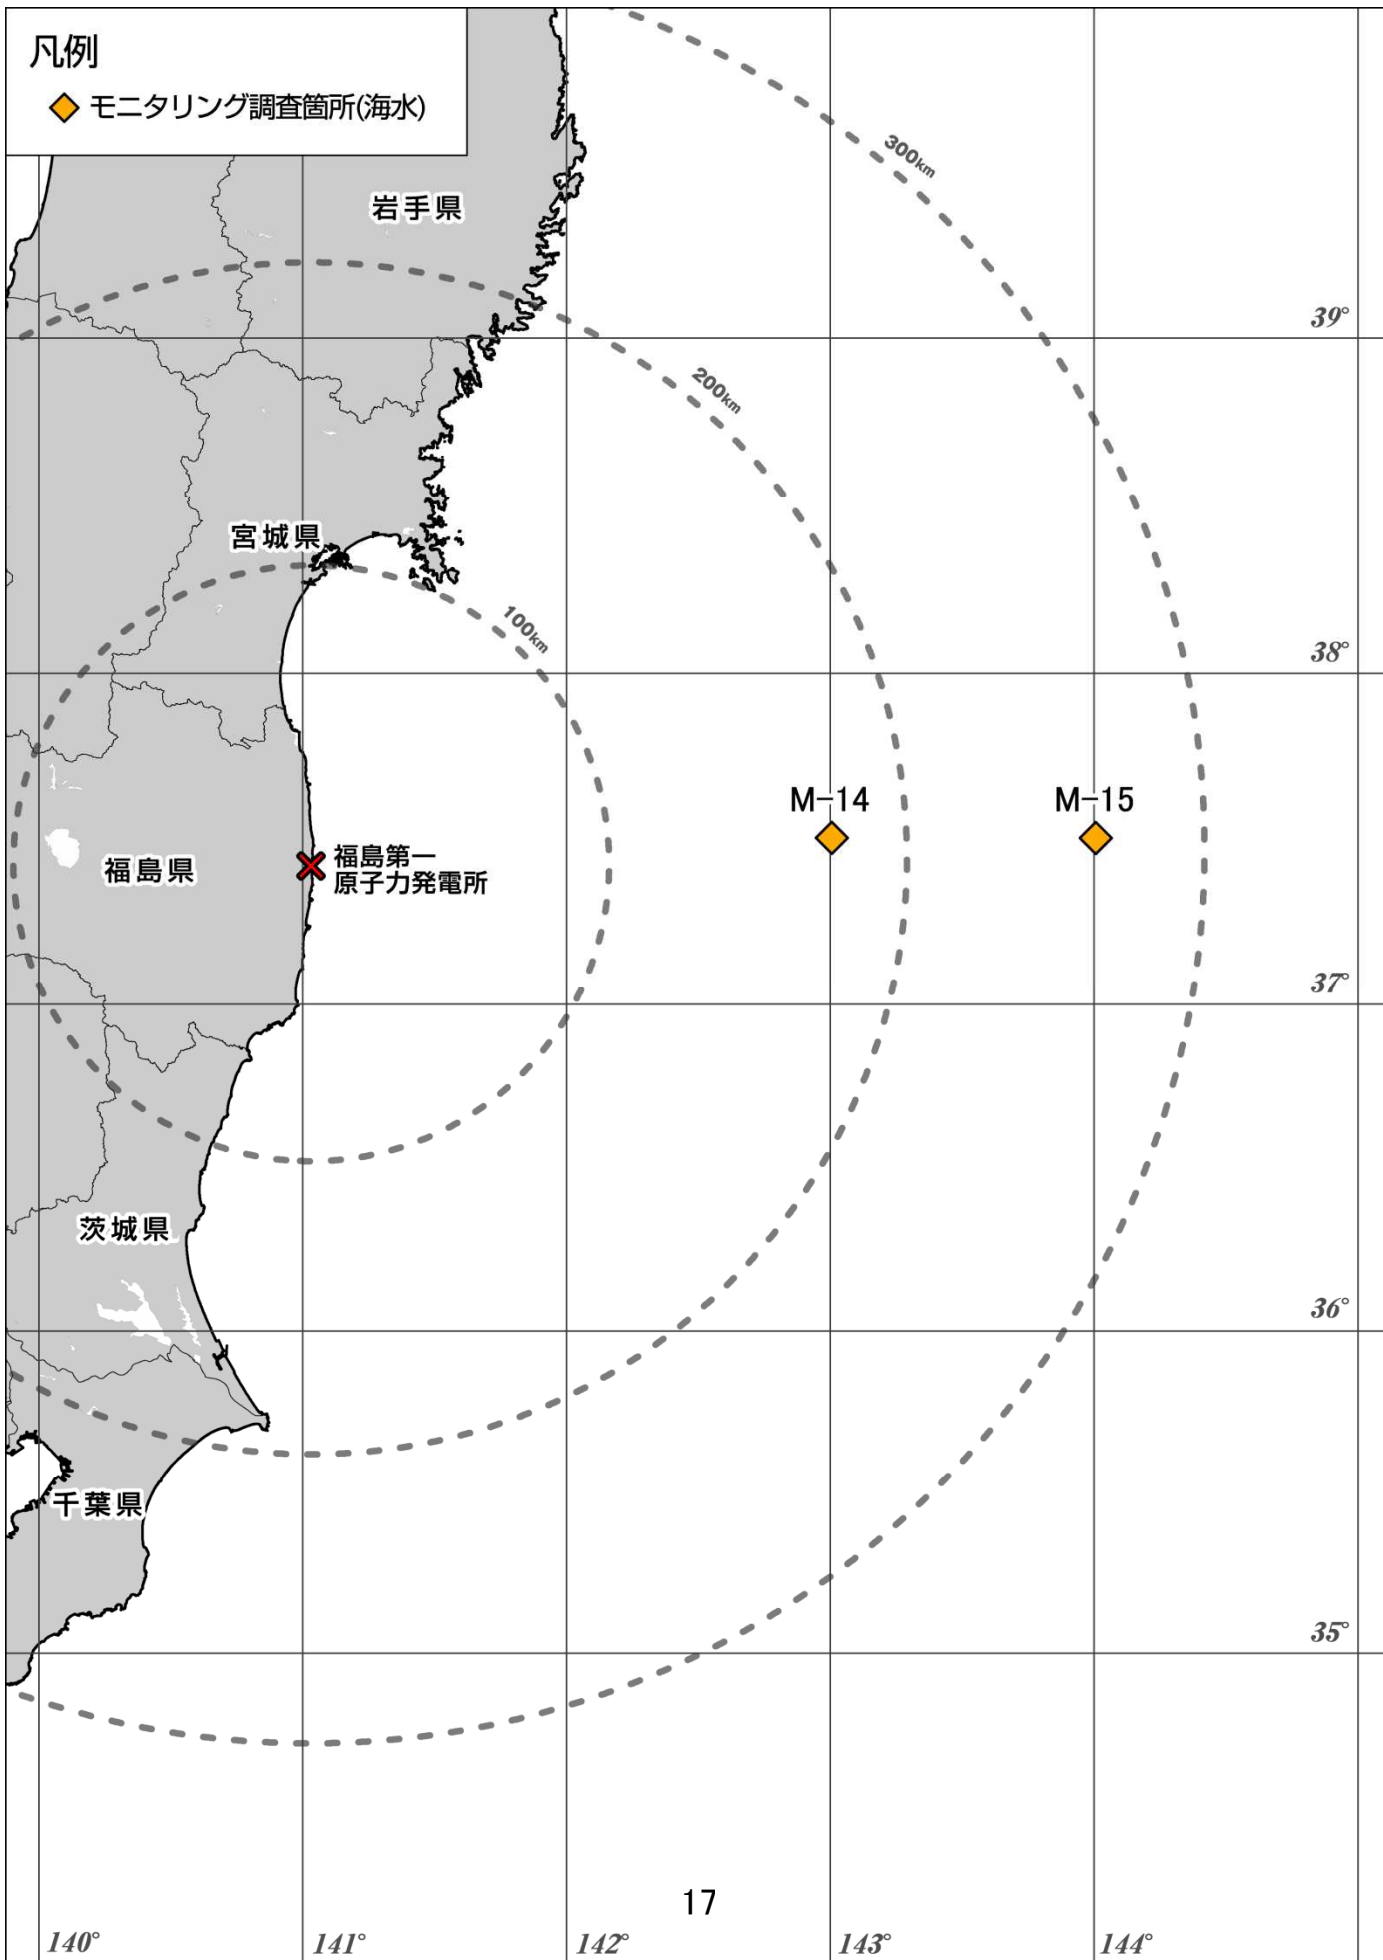 凡例
モニタリング調査箇所(海水)
300km
岩手県
39°
200km
宮城県
100km
38°
M-14
M-15
福島第一
原子力発電所
福島県
37°
茨城県
36°
千葉県
35°
17
140°
141°
142°
143°
144°